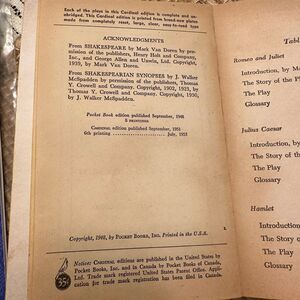 Each of the plays in this Cardinal edition is complete and un-
abridged. This Cardinal edition is printed from brand-new plates
made from completely reset, large, clear, easy-to-read type
ACKNOWLEDGMENTS
From SHAKESPEARE by Mark Van Doren by per-
mission of the publishers, Henry Holt and Company,
Inc., and George Allen and Unwin, Ltd. Copyright,
1939, by Mark Van Doren.
From SHAKESPEARIAN SYNOPSES by J. Walker
McSpadden by permission of the publishers, Thomas
Y. Crowell and Company. Copyright, 1902, 1923, by
Thomas Y. Crowell and Company. Copyright, 1930,
by J. Walker McSpadden.
Pocket Book edition published September, 1948
5 PRINTINGS
CARDINAL edition published September, 1951
6th printing July, 1953
L
Copyright, 1948, by POCKET BOOKS, INC. Printed in the U.S.A.
35¢
Notice: CARDINAL editions are published in the United States by
Pocket Books, Inc. and in Canada by Pocket Books of Canada,
Ltd. Trade mark registered United States Patent Office. Appli-
cation for trade mark registration has been filed in Canada.
Table
Romeo and Juliet
Introduction, by M
The Story of the P
The Play
Glossary
Julius Caesar
Introduction, by
The Story of the
The Play
Glossary
Hamlet
Introduction,
The Story of
The Play
Glossary